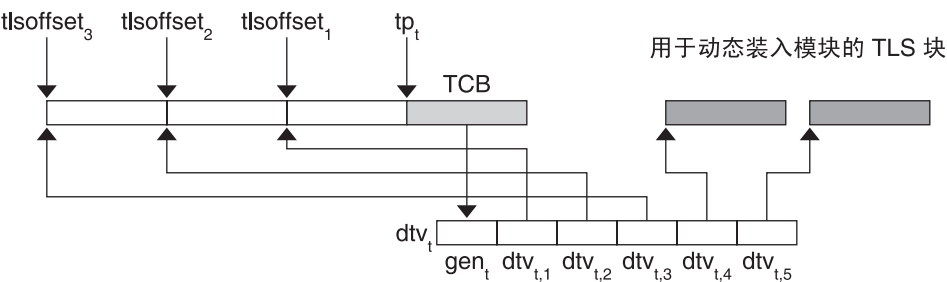 tlsoffset₃ tlsoffset₂ tlsoffset₁ tpₜ
用于动态装入模块的 TLS 块
TCB
dtvₜ
genₜ dtvₜ,₁ dtvₜ,₂ dtvₜ,₃ dtvₜ,₄ dtvₜ,₅